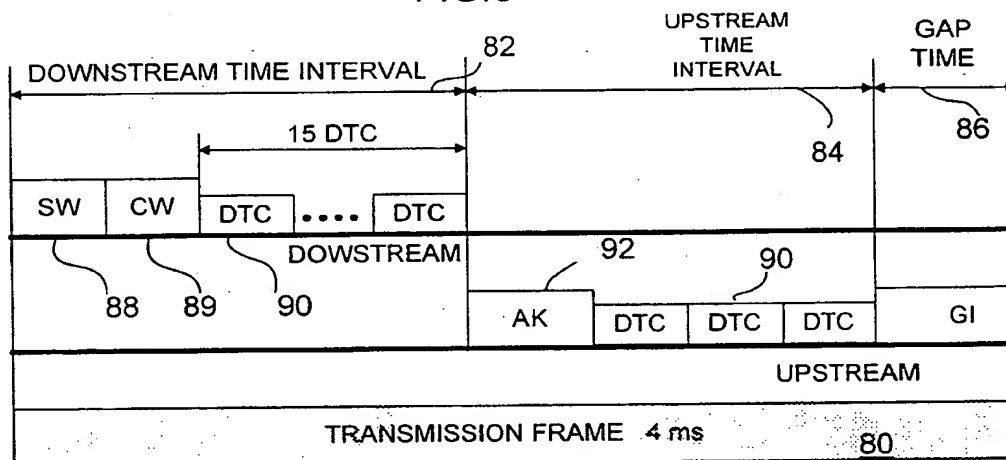 UPSTREAM
TIME
INTERVAL
GAP
TIME
82
DOWNSTREAM TIME INTERVAL
84
86
15 DTC
SW CW DTC .... DTC
DOWSTREAM
88 89 90
92 90
AK DTC DTC DTC GI
UPSTREAM
TRANSMISSION FRAME 4 ms
80